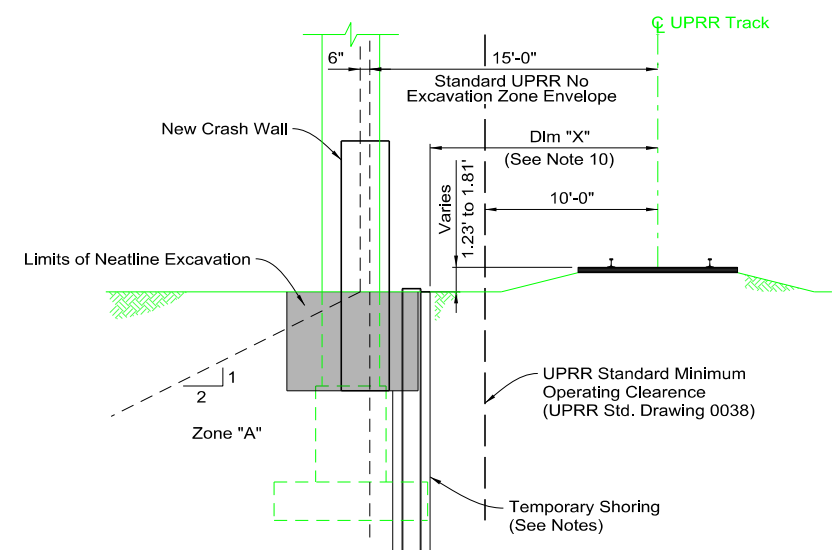 ℄ UPRR Track
6"
15'-0"
Standard UPRR No
Excavation Zone Envelope
New Crash Wall
DIm "X"
(See Note 10)
Varies
1.23' to 1.81'
10'-0"
Limits of Neatline Excavation
1
2
Zone "A"
UPRR Standard Minimum
Operating Clearence
(UPRR Std. Drawing 0038)
Temporary Shoring
(See Notes)